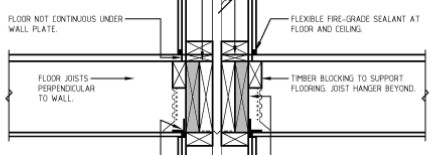 FLOOR NOT CONTINUOUS UNDER
WALL PLATE.
FLEXIBLE FIRE-GRADE SEALANT AT
FLOOR AND CEILING.
FLOOR JOISTS
PERPENDICULAR
TO WALL.
TIMBER BLOCKING TO SUPPORT
FLOORING. JOIST HANGER BEYOND.